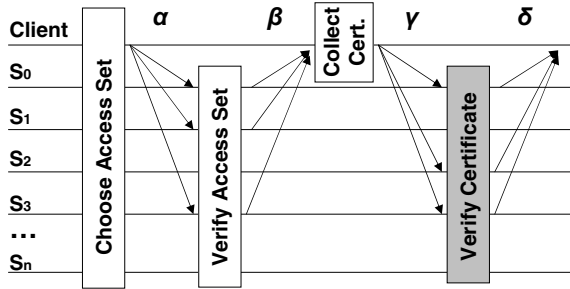 α β γ δ
Client
S0
S1
S2
S3
...
Sn
Choose Access Set
Verify Access Set
Collect
Cert.
Verify Certificate